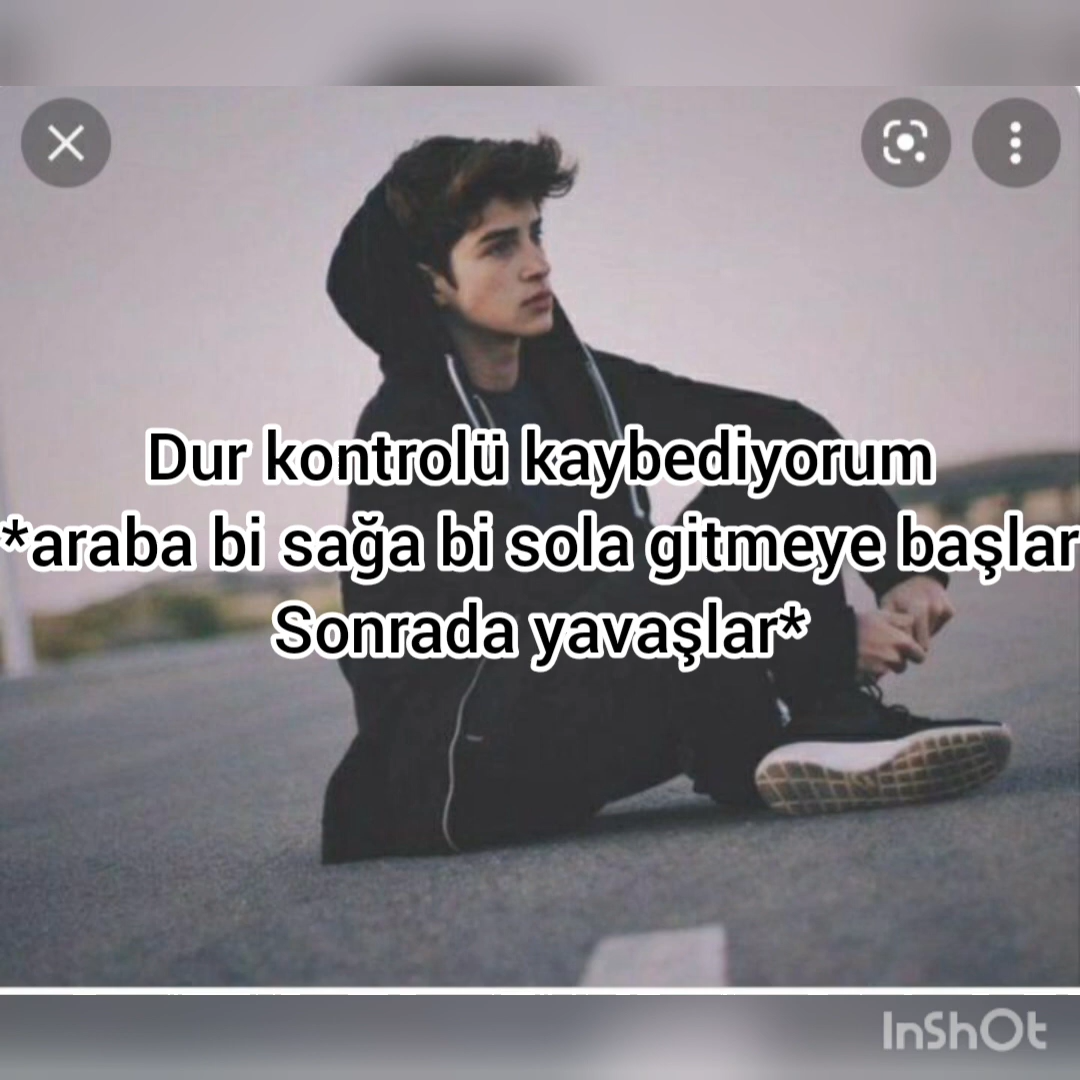 Dur kontrolü kaybediyorum
*araba bi sağa bi sola gitmeye başlar
Sonrada yavaşlar*
InShOt